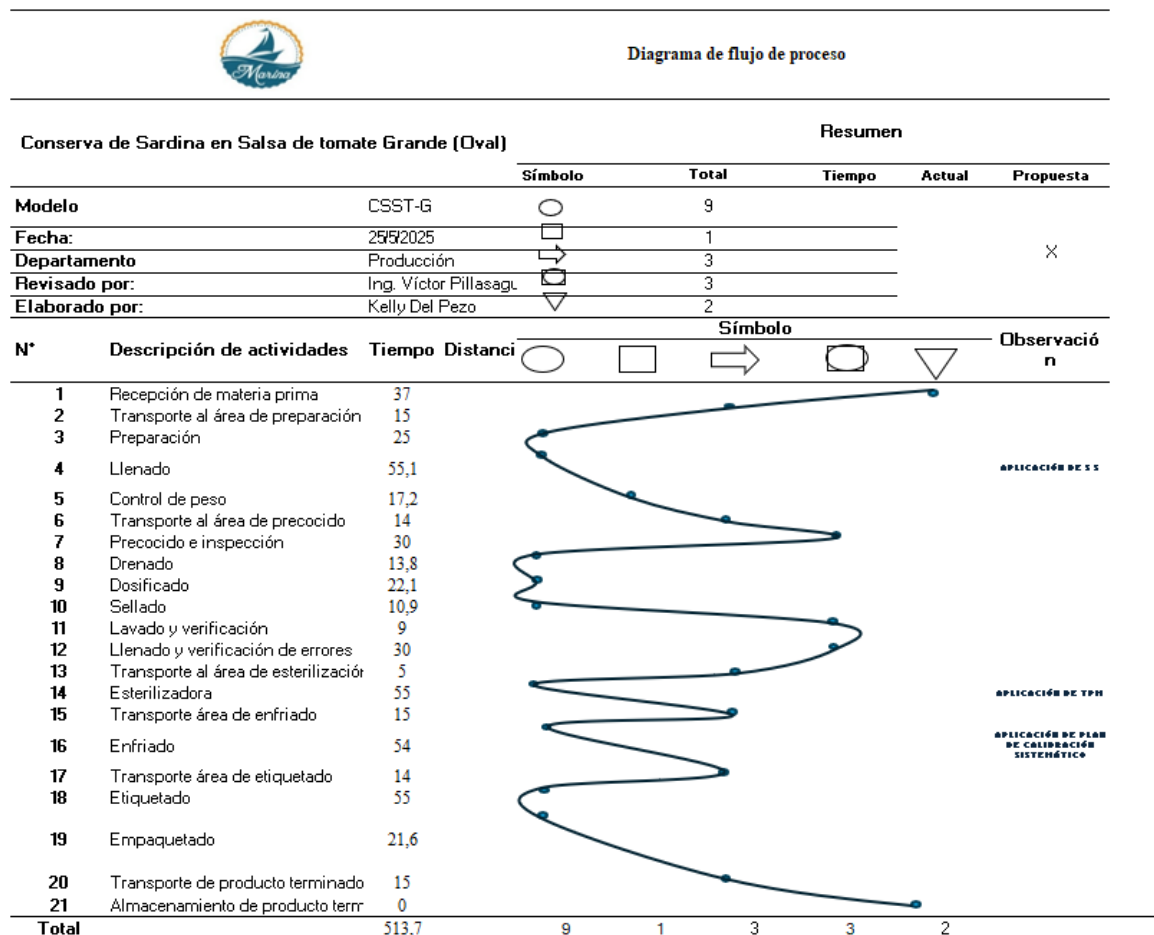 Marina
Diagrama de flujo de proceso
Conserva de Sardina en Salsa de tomate Grande (Oval)
Resumen
Símbolo Total Tiempo Actual Propuesta
Modelo CSST-G 9
Fecha: 25/5/2025 1
Departamento Producción 3
X
Revisado por: Ing. Víctor Pillasagu 3
Elaborado por: Kelly Del Pezo 2
Símbolo
N° Descripción de actividades Tiempo Distanci
Observació
n
1 Recepción de materia prima 37
2 Transporte al área de preparación 15
3 Preparación 25
4 Llenado 55,1 APLICACIÓN DE 5 S
5 Control de peso 17,2
6 Transporte al área de precocido 14
7 Precocido e inspección 30
8 Drenado 13,8
9 Dosificado 22,1
10 Sellado 10,9
11 Lavado y verificación 9
12 Llenado y verificación de errores 30
13 Transporte al área de esterilización 5
14 Esterilizadora 55 APLICACIÓN DE TPM
15 Transporte área de enfriado 15
16 Enfriado 54
APLICACIÓN DE PLAN
DE CALIBRACIÓN
SISTEMÁTICO
17 Transporte área de etiquetado 14
18 Etiquetado 55
19 Empaquetado 21,6
20 Transporte de producto terminado 15
21 Almacenamiento de producto term 0
Total 513.7 9 1 3 3 2